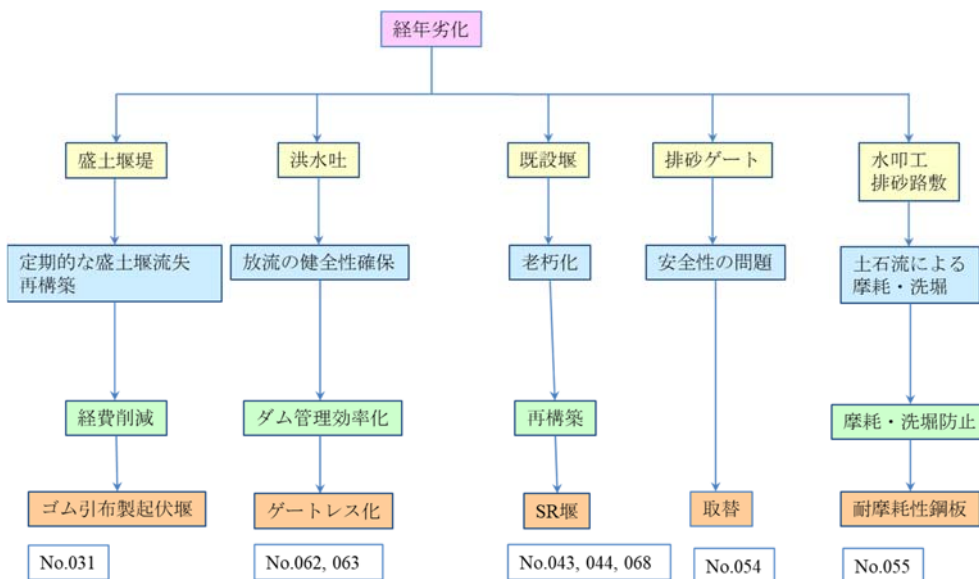 経年劣化
盛土堰堤
洪水吐
既設堰
排砂ゲート
水叩工
排砂路敷
定期的な盛土堰流失
再構築
放流の健全性確保
老朽化
安全性の問題
土石流による
摩耗・洗堀
経費削減
ダム管理効率化
再構築
摩耗・洗堀防止
ゴム引布製起伏堰
ゲートレス化
SR堰
取替
耐摩耗性鋼板
No.031
No.062, 063
No.043, 044, 068
No.054
No.055